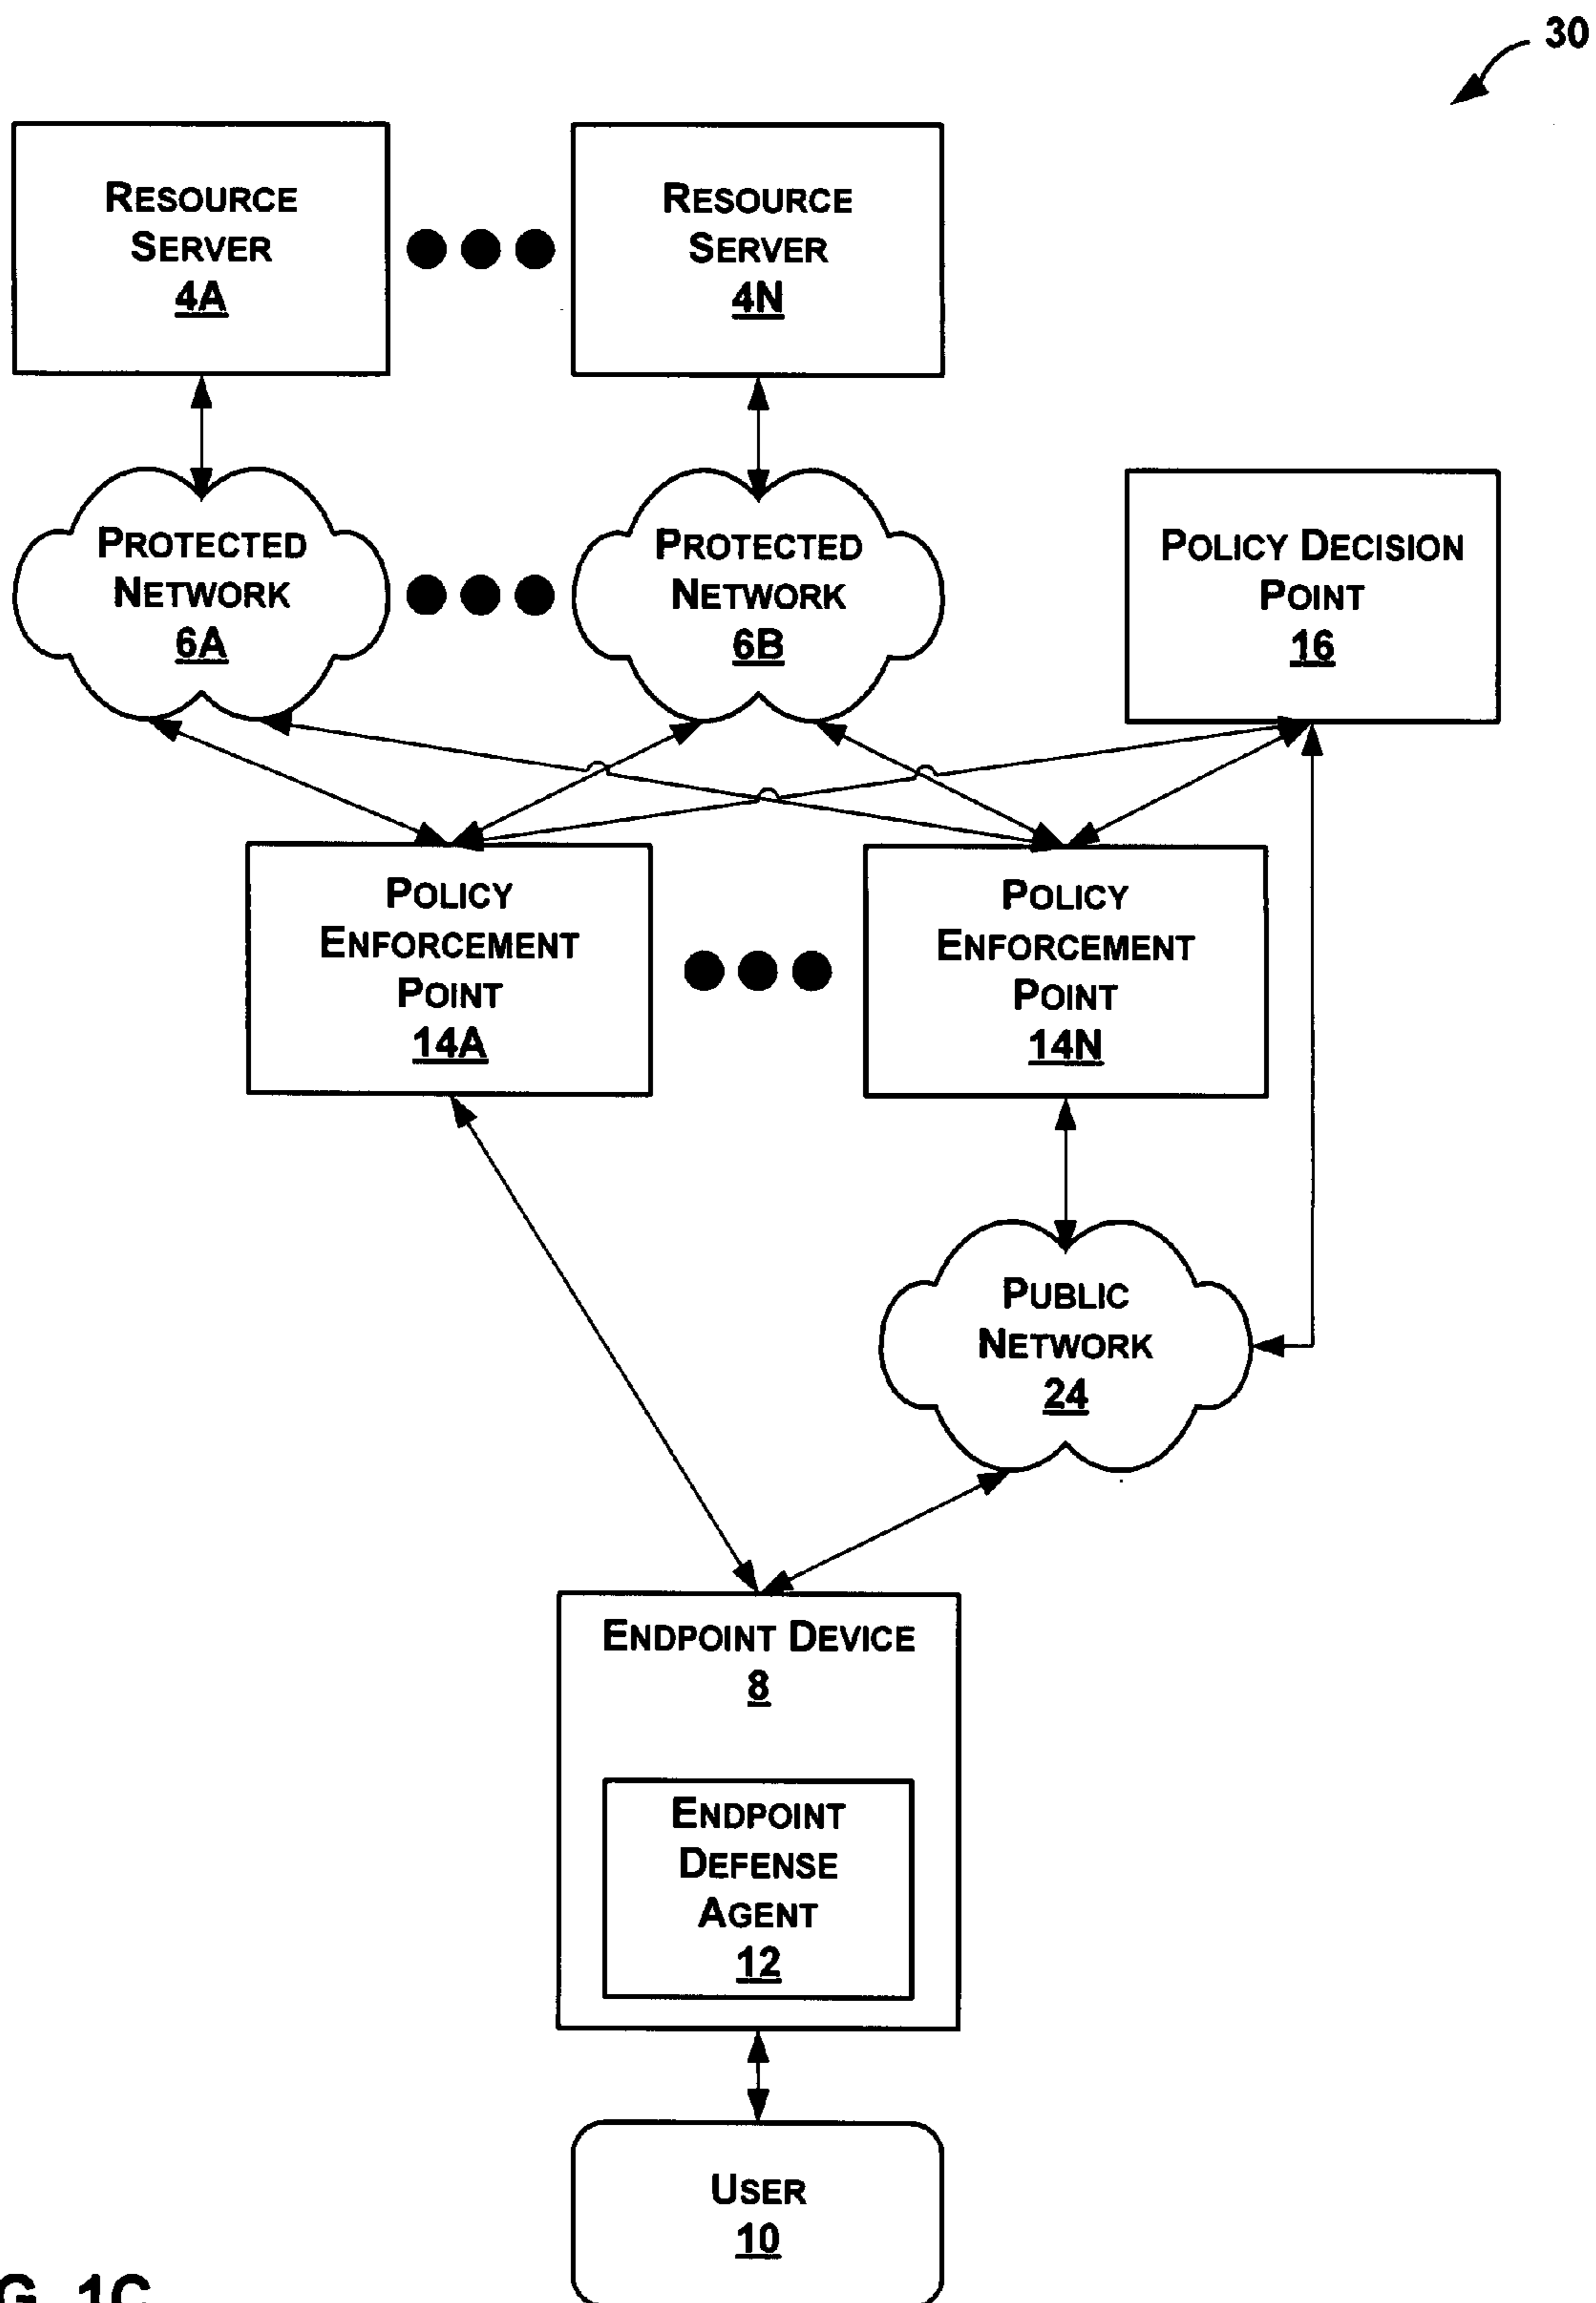 30
RESOURCE
SERVER
4A
RESOURCE
SERVER
4N
PROTECTED
NETWORK
6A
PROTECTED
NETWORK
6B
POLICY DECISION
POINT
16
POLICY
ENFORCEMENT
POINT
14A
POLICY
ENFORCEMENT
POINT
14N
PUBLIC
NETWORK
24
ENDPOINT DEVICE
8
ENDPOINT
DEFENSE
AGENT
12
USER
10
G. 1C